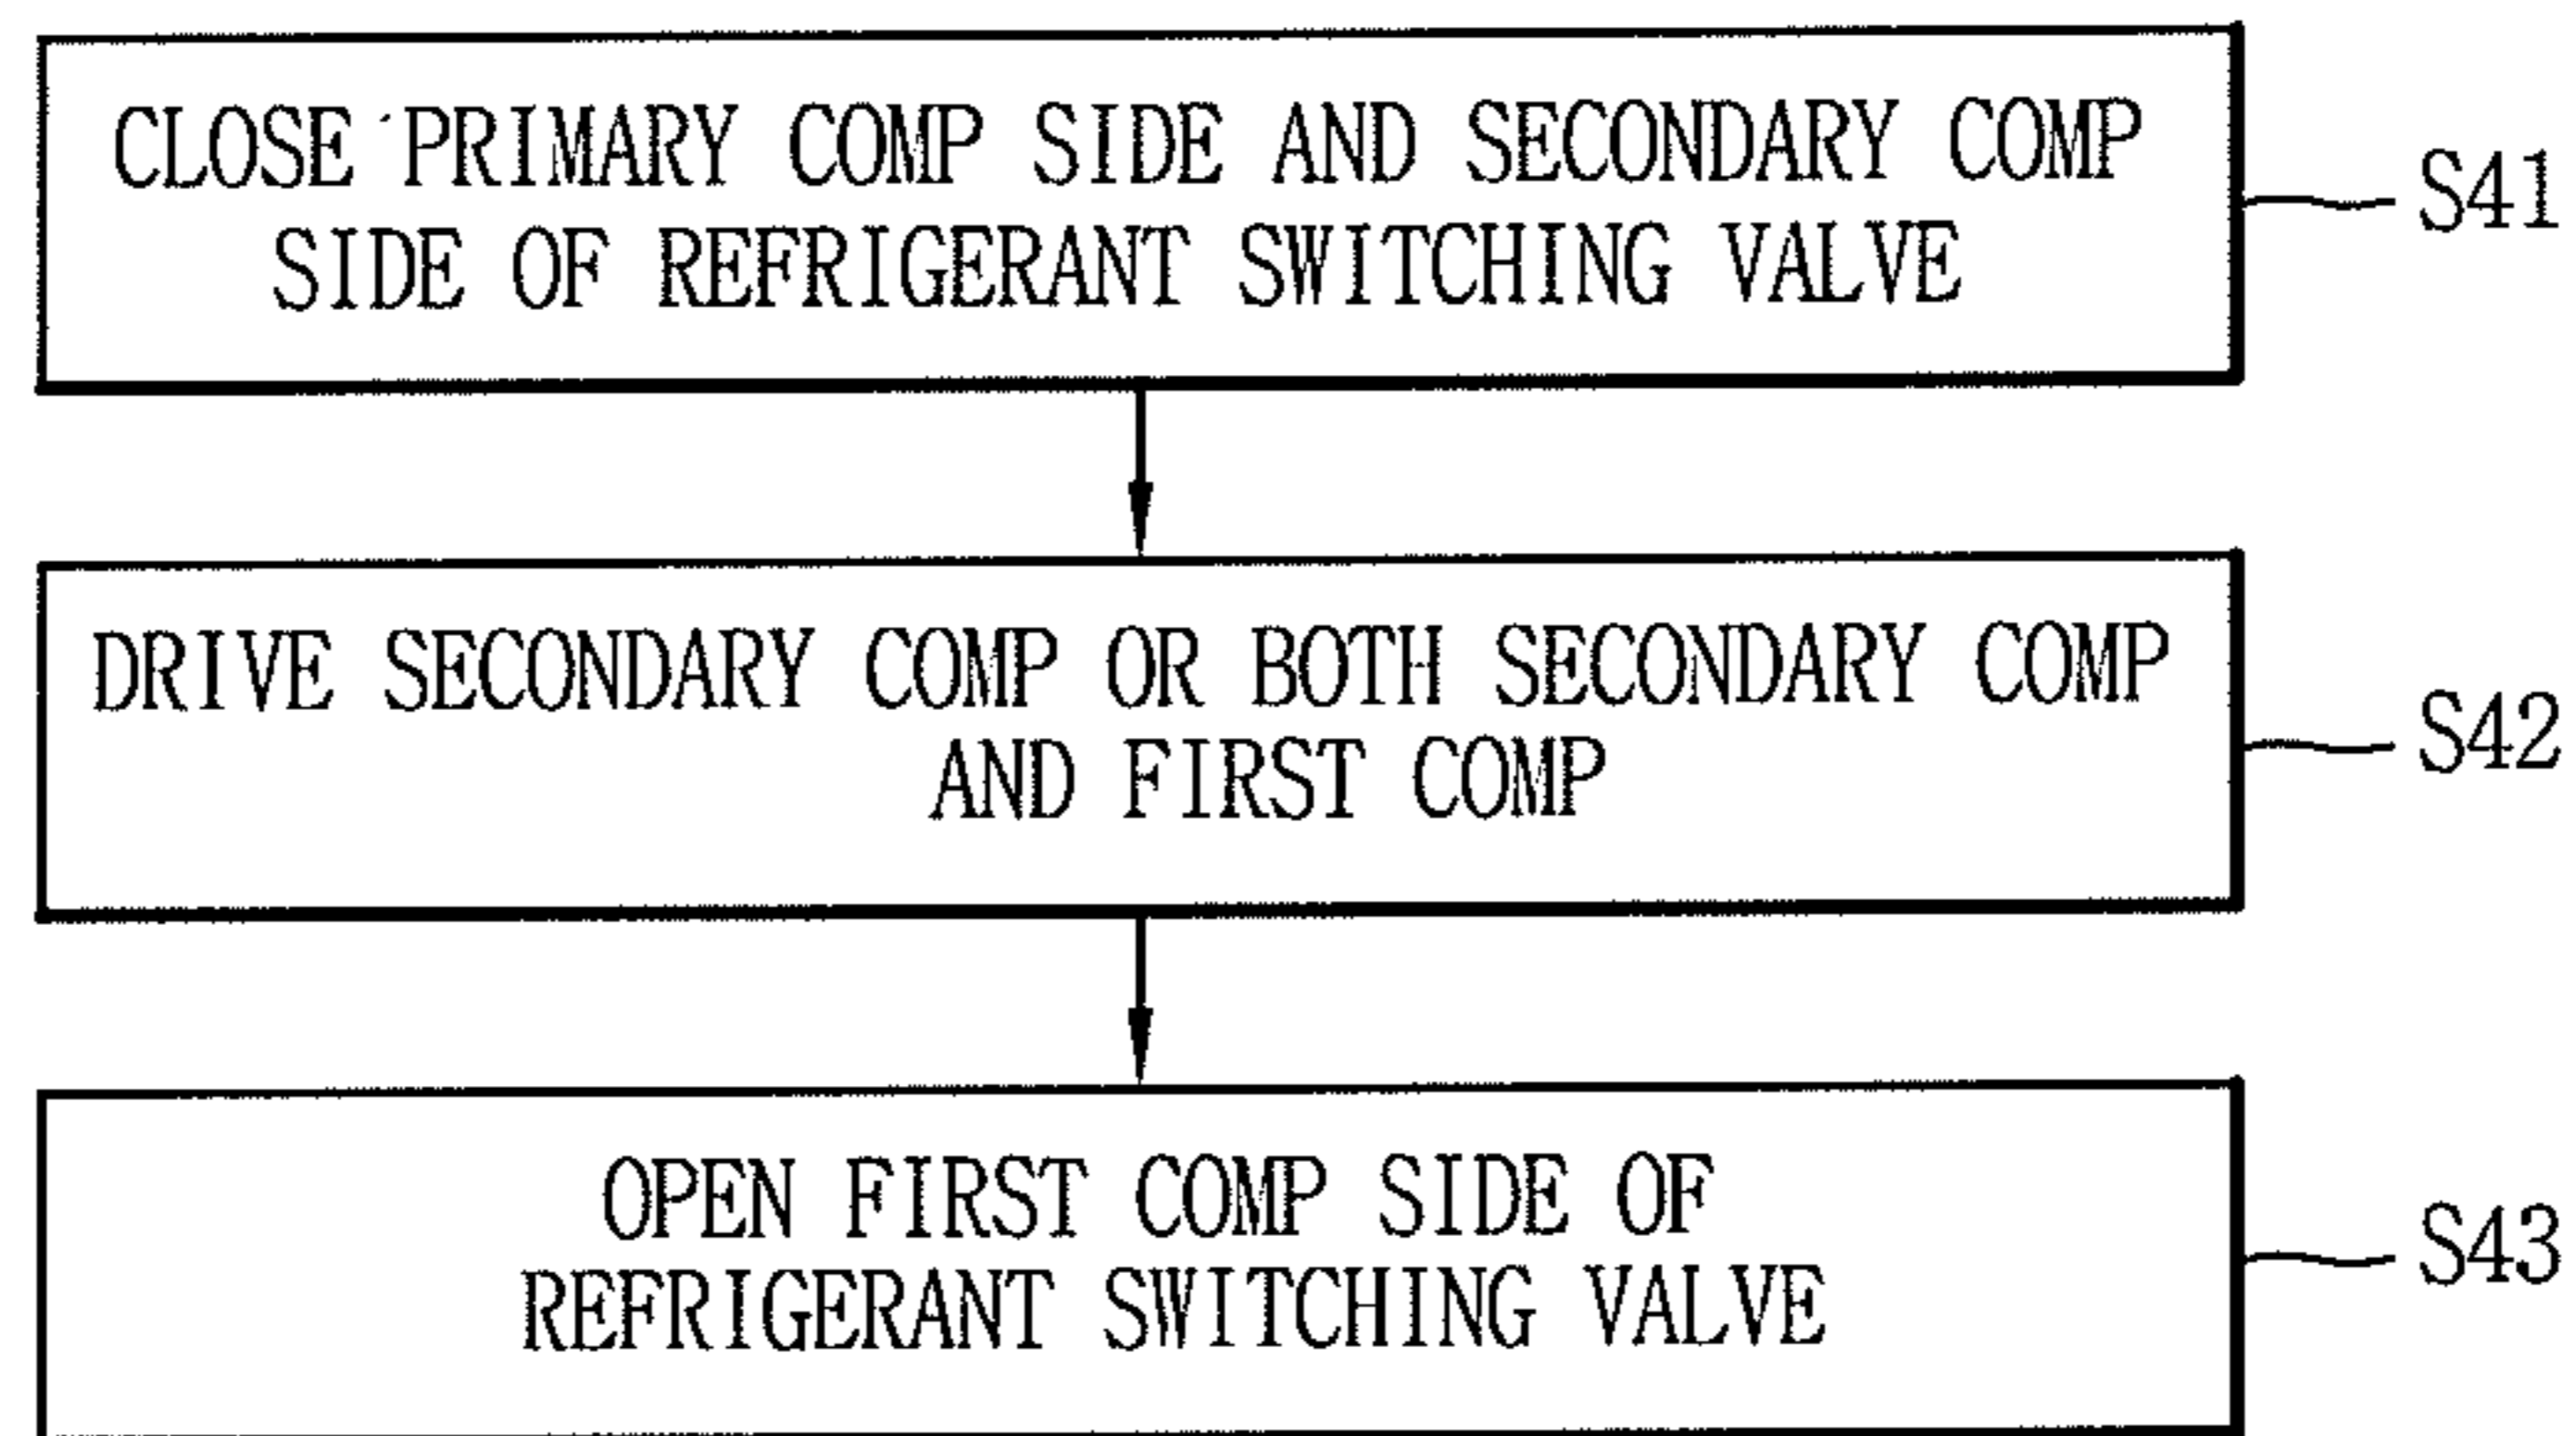 CLOSE PRIMARY COMP SIDE AND SECONDARY COMP
SIDE OF REFRIGERANT SWITCHING VALVE
S41
DRIVE SECONDARY COMP OR BOTH SECONDARY COMP
AND FIRST COMP
S42
OPEN FIRST COMP SIDE OF
REFRIGERANT SWITCHING VALVE
S43